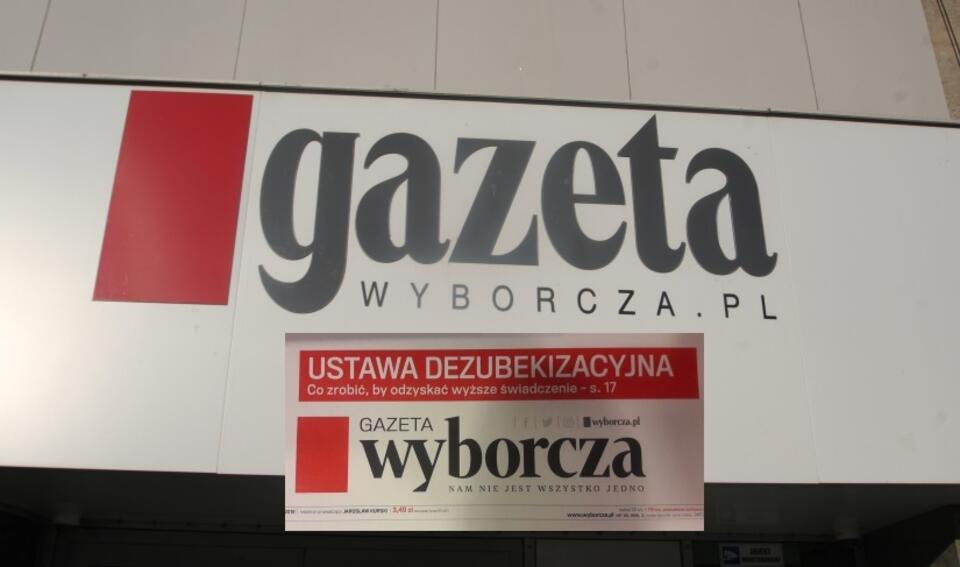 gazeta
WYBORCZA.PL
USTAWA DEZUBEKIZACYJNA
Co zrobić, by odzyskać wyższe świadczenie – s. 17
GAZETA
wyborcza.pl
wyborcza
NAM NIE JEST WSZYSTKO JEDNO
JAROSŁAW KURSKI 3,49 zł
www.wyborcza.pl
OBIEKT